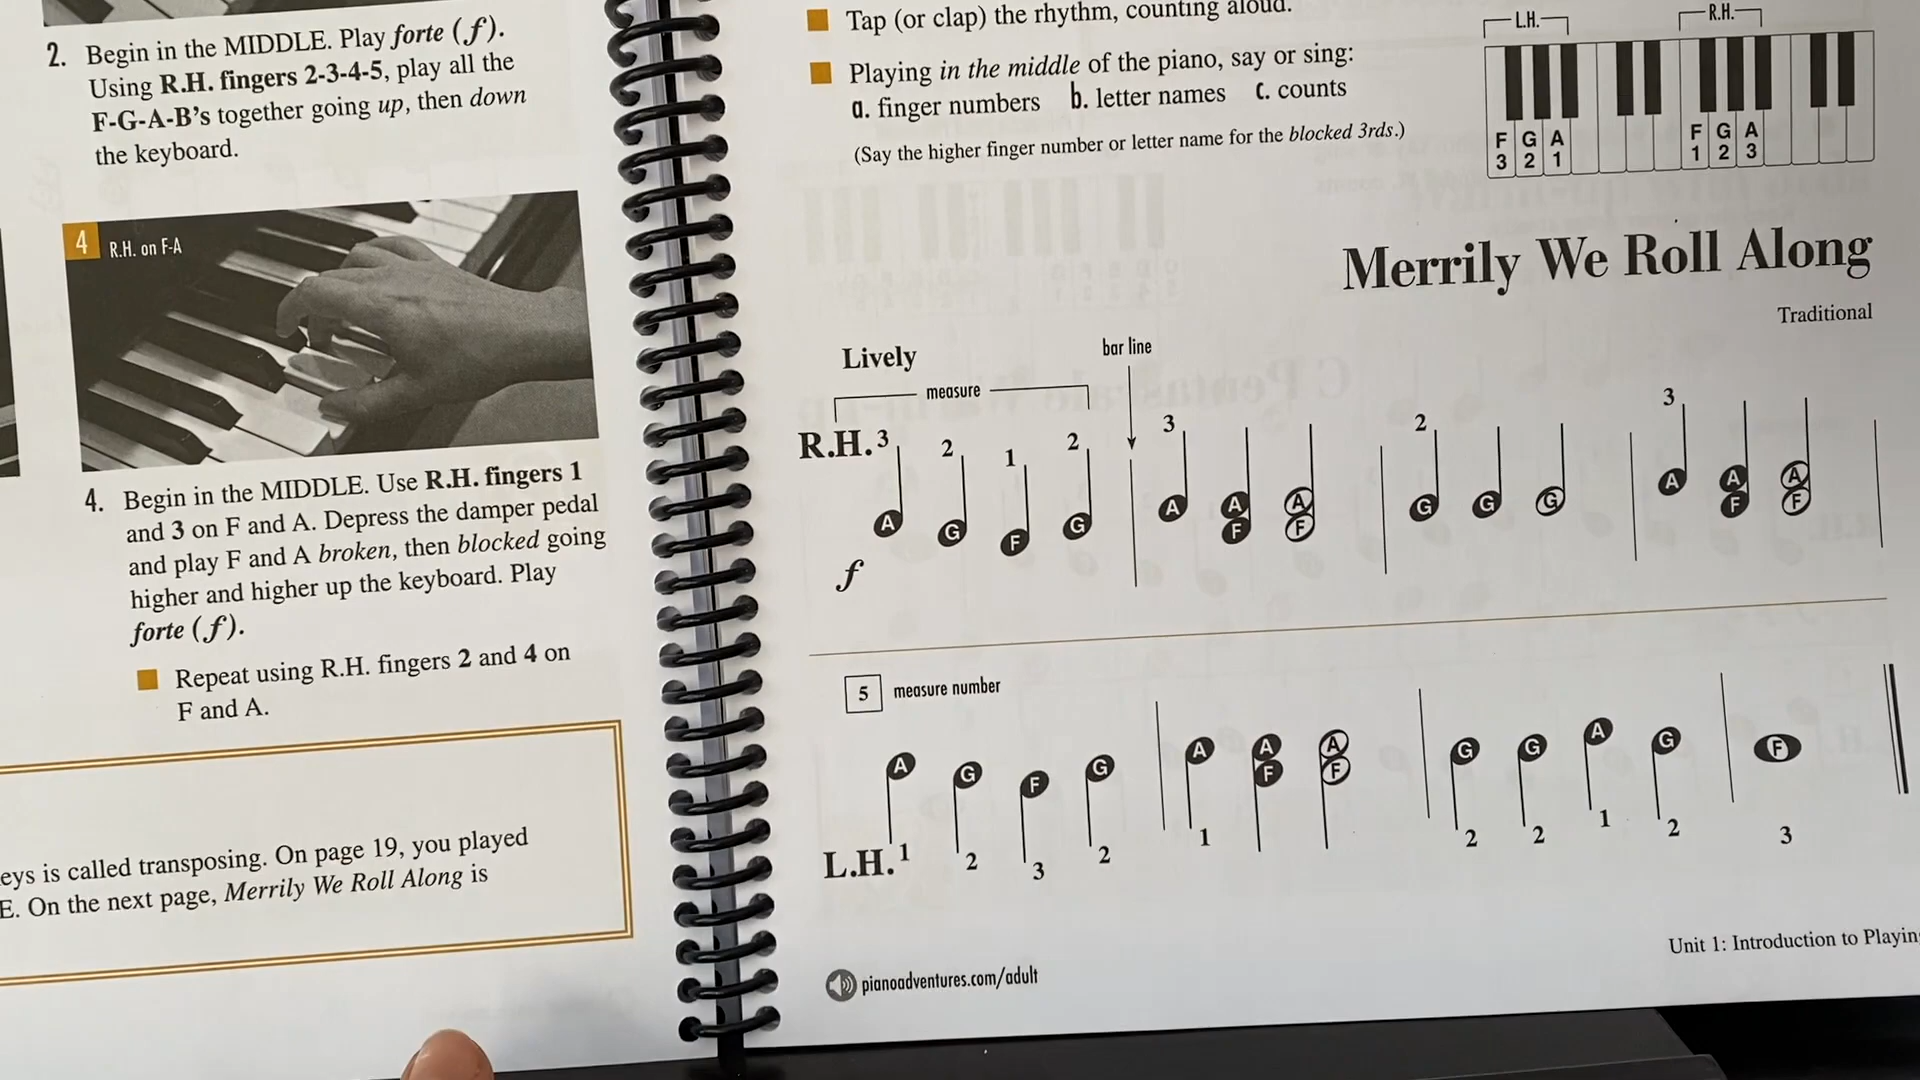 2. Begin in the MIDDLE. Play forte (f).
Using R.H. fingers 2-3-4-5, play all the
F-G-A-B's together going up, then down
the keyboard.
4 R.H. on F-A
4. Begin in the MIDDLE. Use R.H. fingers 1
and 3 on F and A. Depress the damper pedal
and play F and A broken, then blocked going
higher and higher up the keyboard. Play
forte (f).
Repeat using R.H. fingers 2 and 4 on
F and A.
eys is called transposing. On page 19, you played
E. On the next page, Merrily We Roll Along is
Tap (or clap) the rhythm, counting aloud.
Playing in the middle of the piano, say or sing:
a. finger numbers b. letter names c. counts
(Say the higher finger number or letter name for the blocked 3rds.)
L.H. R.H.
F G A F G A
3 2 1 1 2 3
Merrily We Roll Along
Traditional
Lively
measure
bar line
R.H. 3 2 1 2 3 2 3
A G F G A A A G G G A A A
F F F F
f
5 measure number
A G F G A A A G G A G F
F F
L.H. 1 2 3 2 1 2 2 1 2 3
pianoadventures.com/adult
Unit 1: Introduction to Playin